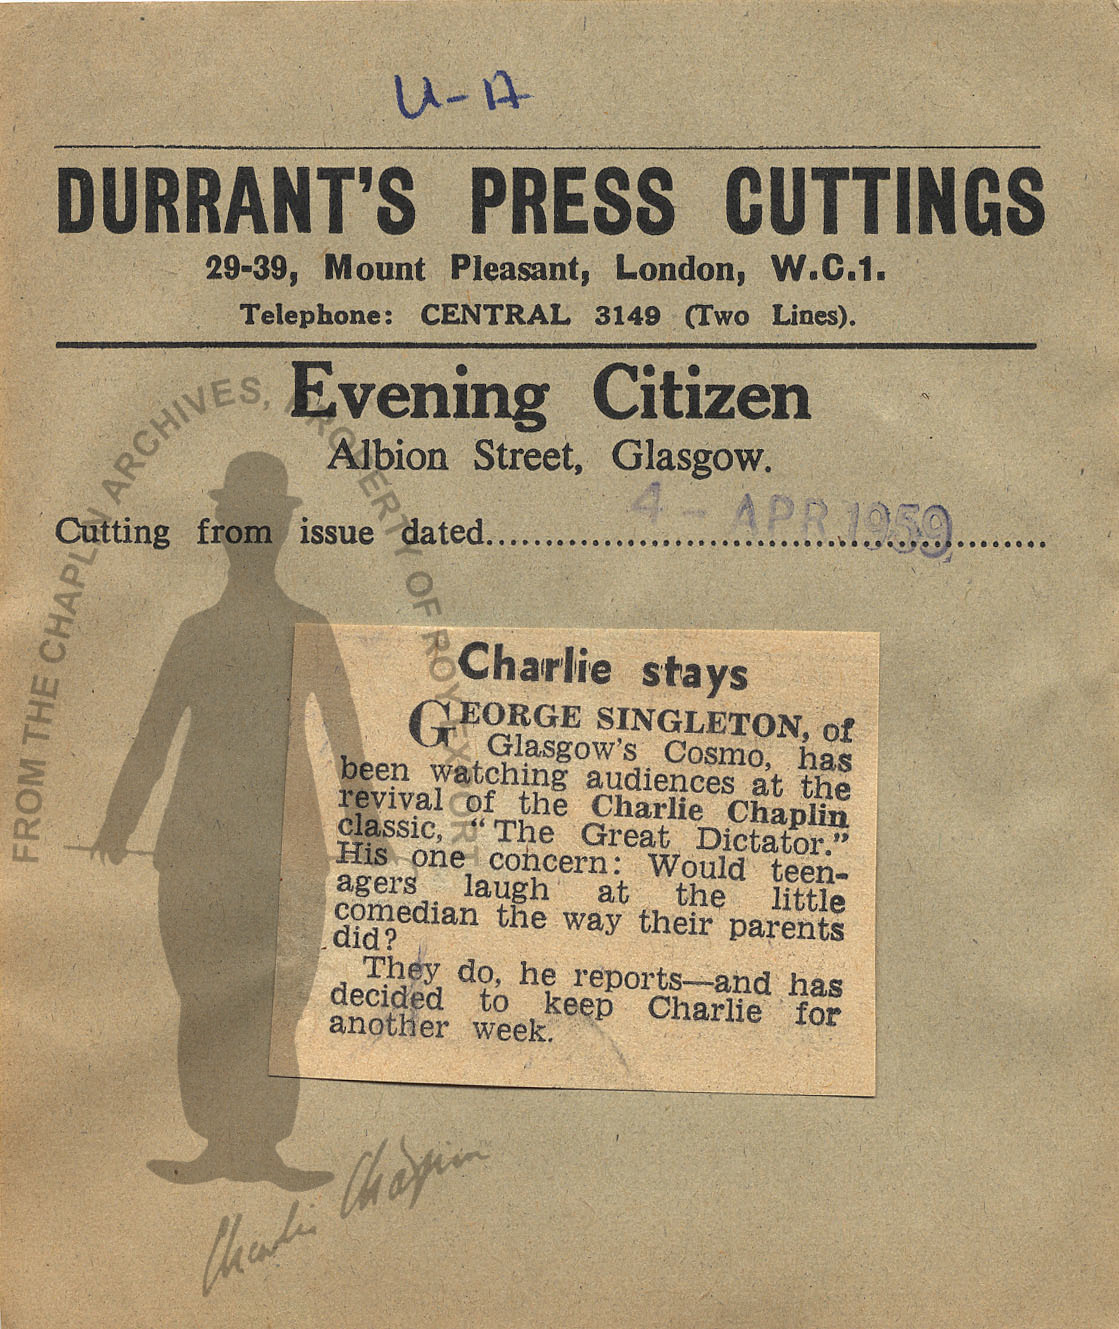 U-A
DURRANT'S PRESS CUTTINGS
29-39, Mount Pleasant, London, W.C.1.
Telephone: CENTRAL 3149 (Two Lines).
Evening Citizen
Albion Street, Glasgow.
Cutting from issue dated 4 - APR 1959
FROM THE CHAPLIN ARCHIVES, PROPERTY OF ROY EXPORT
Charlie stays
GEORGE SINGLETON, of
Glasgow's Cosmo, has
been watching audiences at the
revival of the Charlie Chaplin
classic, "The Great Dictator."
His one concern: Would teen-
agers laugh at the little
comedian the way their parents
did?
They do, he reports—and has
decided to keep Charlie for
another week.
Charlie Chaplin